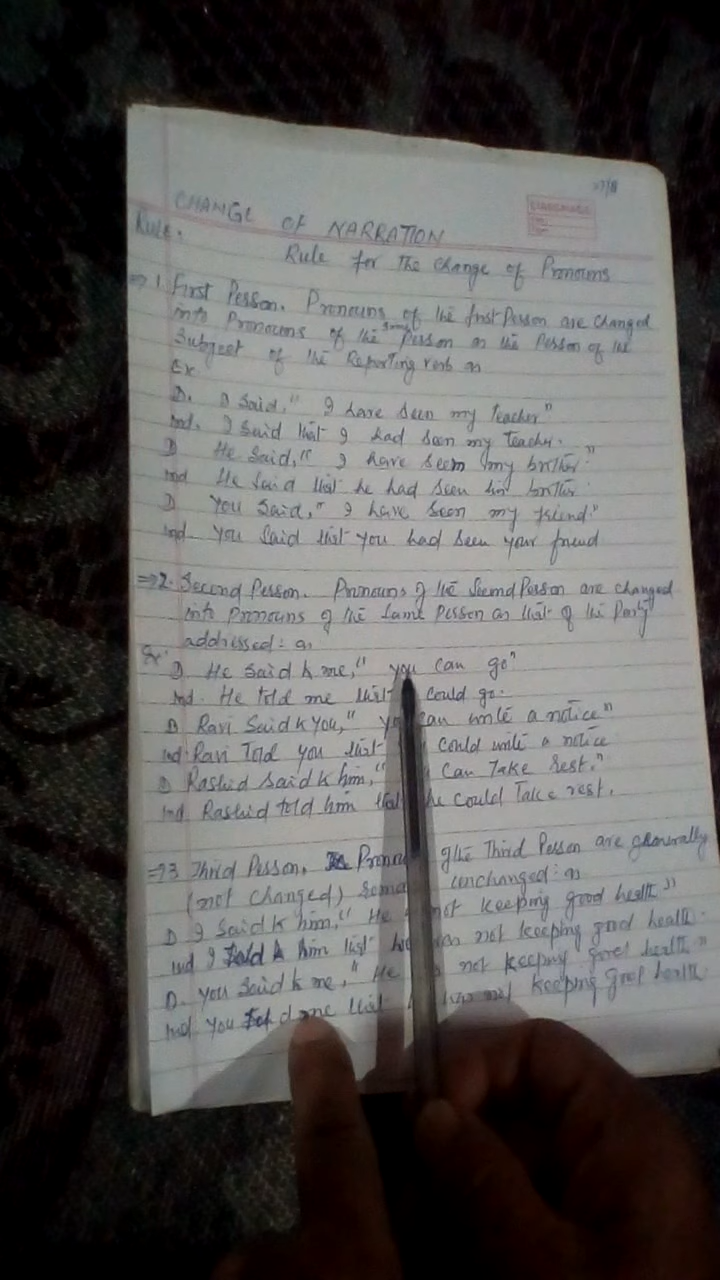 27/8
CLASSMATE
CHANGE OF NARRATION
Rule.
Rule for the Change of Pronouns
⇒ 1. First Person. Pronouns of the first Person are changed
into Pronouns of the same Person as the Person of the
Subject of the Reporting verb as
Ex
D. I said, " I have seen my teacher"
Ind. I said that I had seen my teacher.
D He said, " I have seen my brother."
Ind He said that he had seen his brother.
D You said, " I have seen my friend."
Ind. You said that you had seen your friend
⇒ 2. Second Person. Pronouns of the Second Person are changed
into Pronouns of the same Person as that of the Party
addressed: as
Ex.
D He said to me, " you can go"
Ind. He told me that could go.
D Ravi said to you, " you can write a notice"
Ind Ravi Told you that could write a notice
D Rashid said to him, " can Take rest."
Ind Rashid told him that he could Take rest.
⇒ 3 Third Person. Pronouns of the Third Person are generally
(not changed) unchanged: as
D I said to him, " He not keeping good health"
Ind I told him that was not keeping good health.
D. You said to me, " He not keeping good health"
Ind. You told me that was not keeping good health.